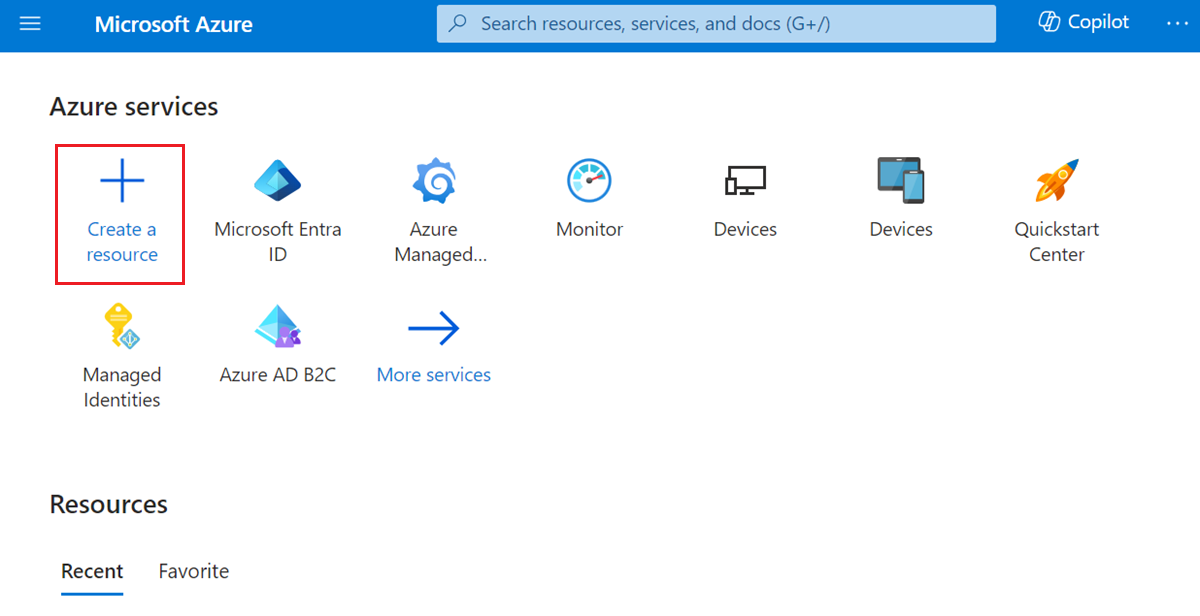 Microsoft Azure
Search resources, services, and docs (G+/)
Copilot
Azure services
Create a
resource
Microsoft Entra
ID
Azure
Managed...
Monitor
Devices
Devices
Quickstart
Center
Managed
Identities
Azure AD B2C
More services
Resources
Recent
Favorite